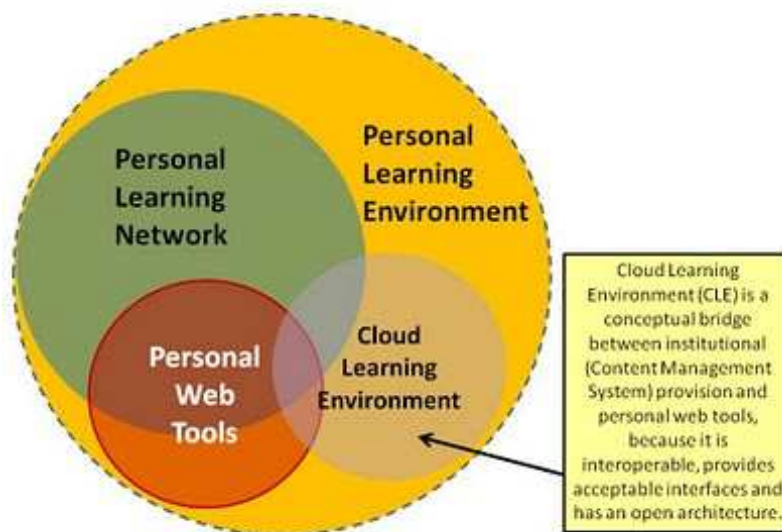 Personal
Learning
Network
Personal
Learning
Environment
Personal
Web
Tools
Cloud
Learning
Environment
Cloud Learning
Environment (CLE) is a
conceptual bridge
between institutional
(Content Management
System) provision and
personal web tools,
because it is
interoperable, provides
acceptable interfaces and
has an open architecture.